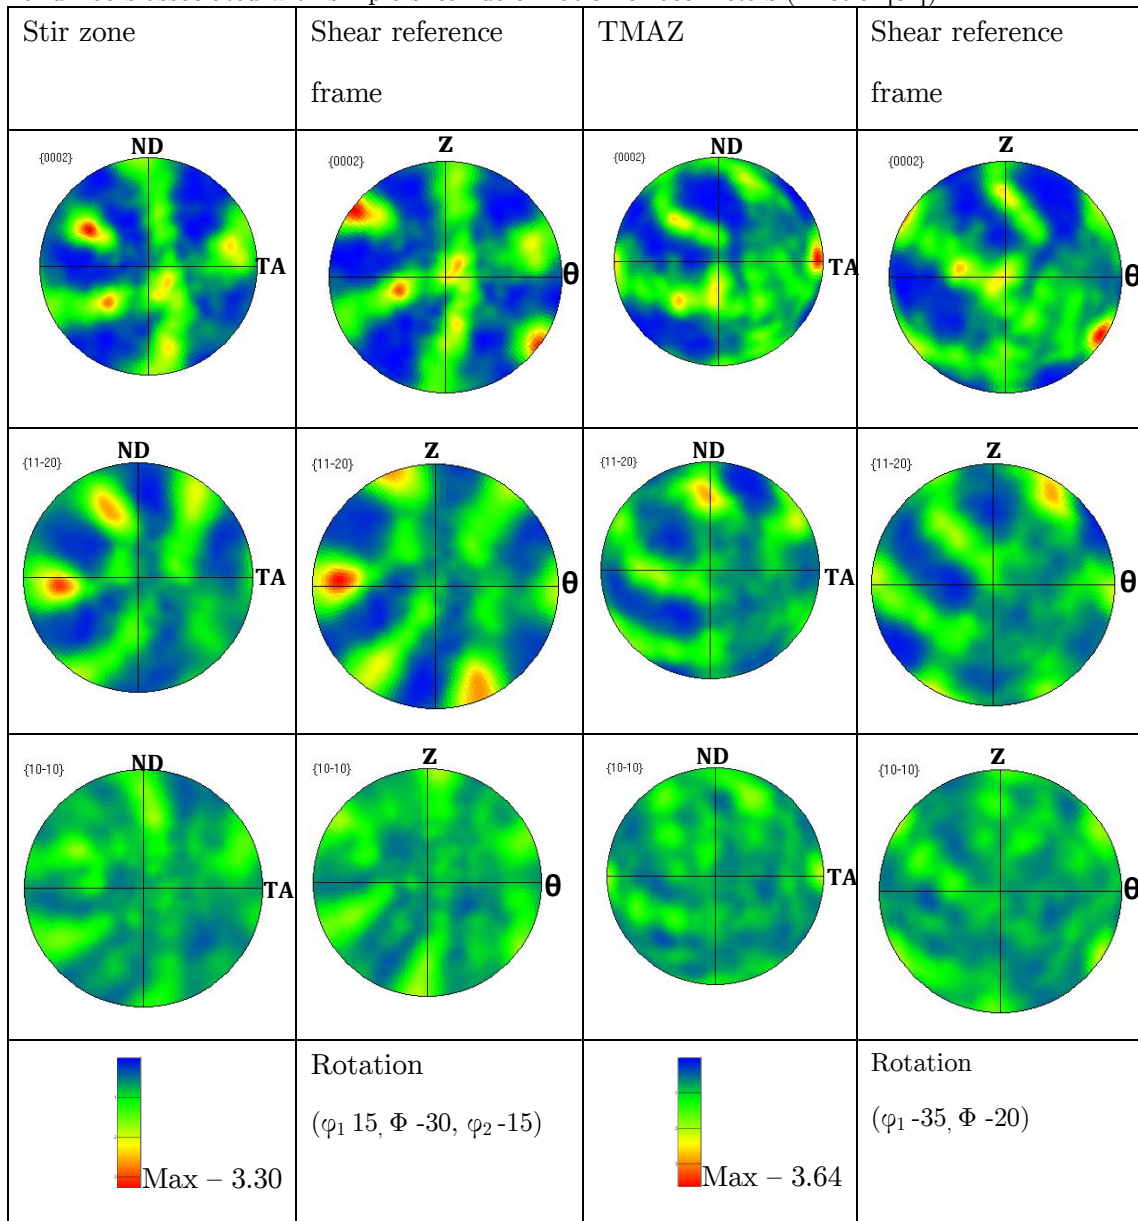 Stir zone
Shear reference
frame
TMAZ
Shear reference
frame
{0002}
ND
TA
{0002}
Z
θ
{0002}
ND
TA
{0002}
Z
θ
{11-20}
ND
TA
{11-20}
Z
θ
{11-20}
ND
TA
{11-20}
Z
θ
{10-10}
ND
TA
{10-10}
Z
θ
{10-10}
ND
TA
{10-10}
Z
θ
Max – 3.30
Rotation
(φ₁ 15, Φ -30, φ₂ -15)
Max – 3.64
Rotation
(φ₁ -35, Φ -20)